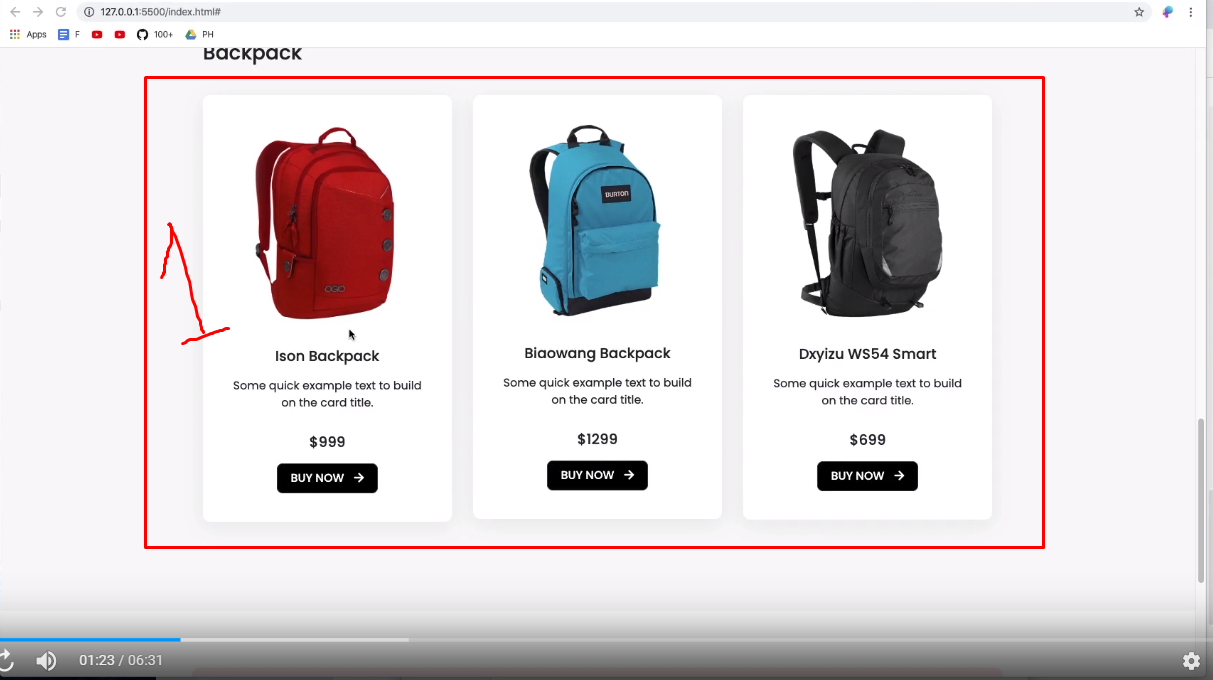 127.0.0.1:5500/index.html#
Apps F 100+ PH
Backpack
BURTON
OGIO
Ison Backpack
Some quick example text to build
on the card title.
$999
BUY NOW →
Biaowang Backpack
Some quick example text to build
on the card title.
$1299
BUY NOW →
Dxyizu WS54 Smart
Some quick example text to build
on the card title.
$699
BUY NOW →
1
01:23 / 06:31